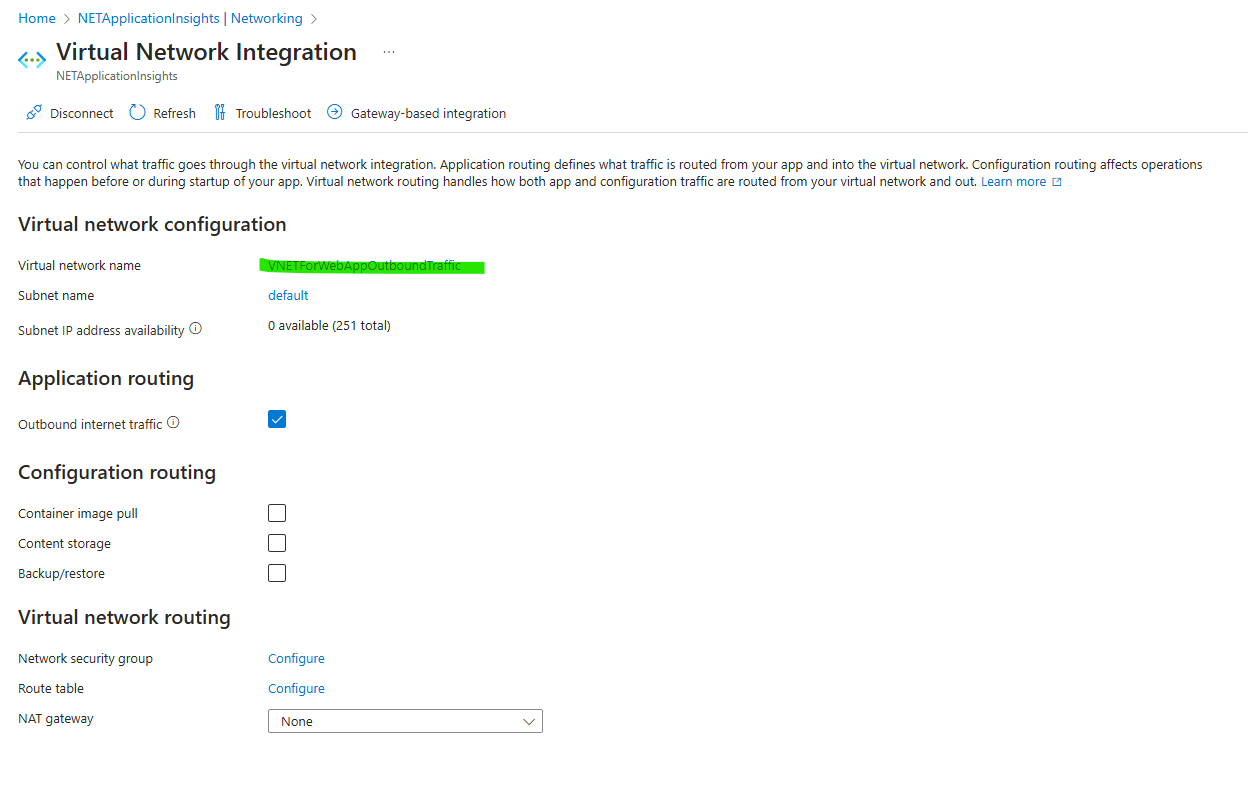 Home > NETApplicationInsights | Networking >
Virtual Network Integration ...
NETApplicationInsights
Disconnect Refresh Troubleshoot Gateway-based integration
You can control what traffic goes through the virtual network integration. Application routing defines what traffic is routed from your app and into the virtual network. Configuration routing affects operations
that happen before or during startup of your app. Virtual network routing handles how both app and configuration traffic are routed from your virtual network and out. Learn more
Virtual network configuration
Virtual network name VNETForWebAppOutboundTraffic
Subnet name default
Subnet IP address availability 0 available (251 total)
Application routing
Outbound internet traffic
Configuration routing
Container image pull
Content storage
Backup/restore
Virtual network routing
Network security group Configure
Route table Configure
NAT gateway None